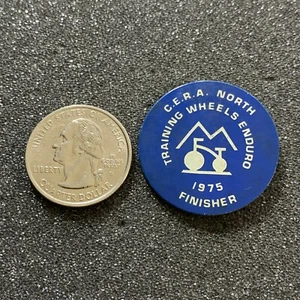 UNITED STATES OF AMERICA
LIBERTY
QUARTER DOLLAR
C.E.R.A. NORTH
TRAINING WHEELS ENDURO
1975
FINISHER